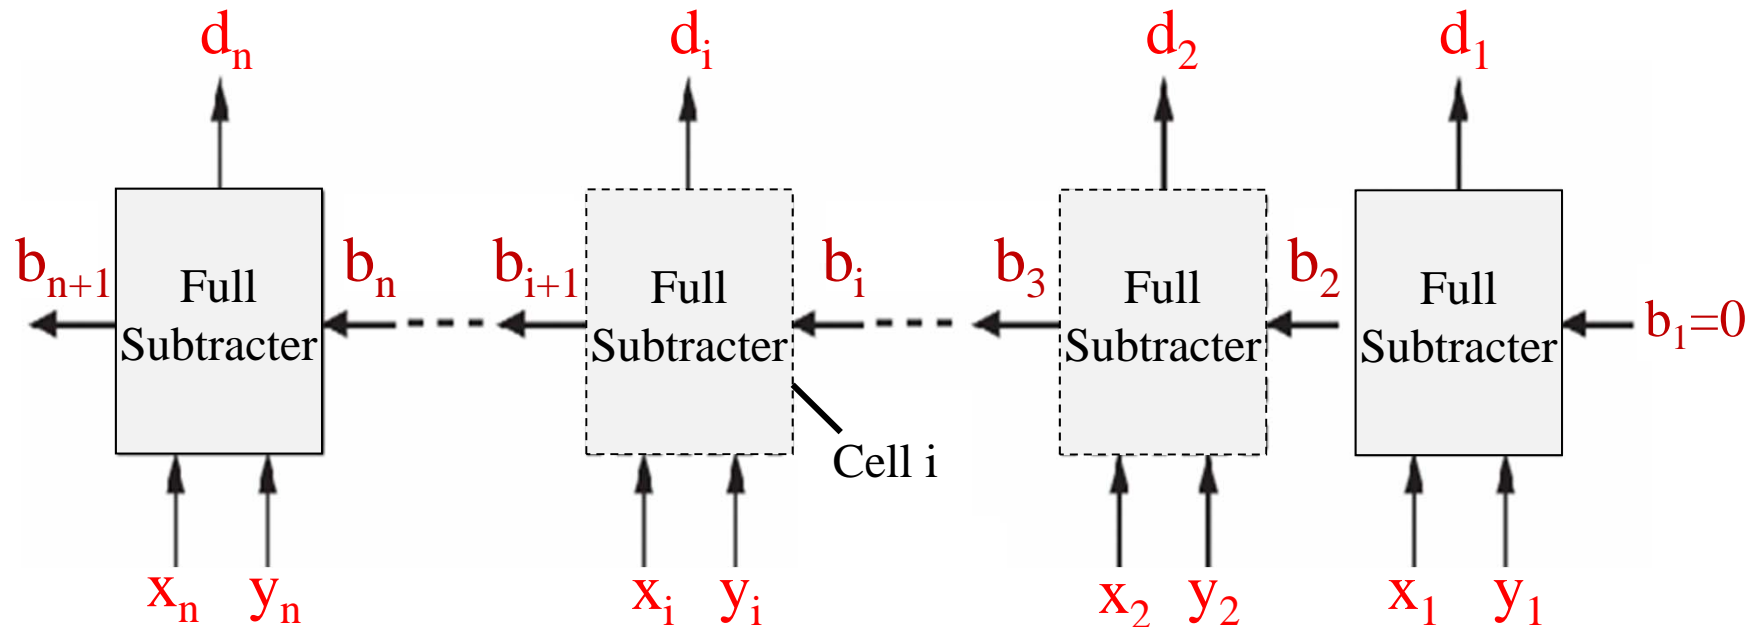 dₙ dᵢ d₂ d₁
bₙ₊₁ bₙ bᵢ₊₁ bᵢ b₃ b₂ b₁=0
Full Full Full Full
Subtracter Subtracter Subtracter Subtracter
Cell i
xₙ yₙ xᵢ yᵢ x₂ y₂ x₁ y₁